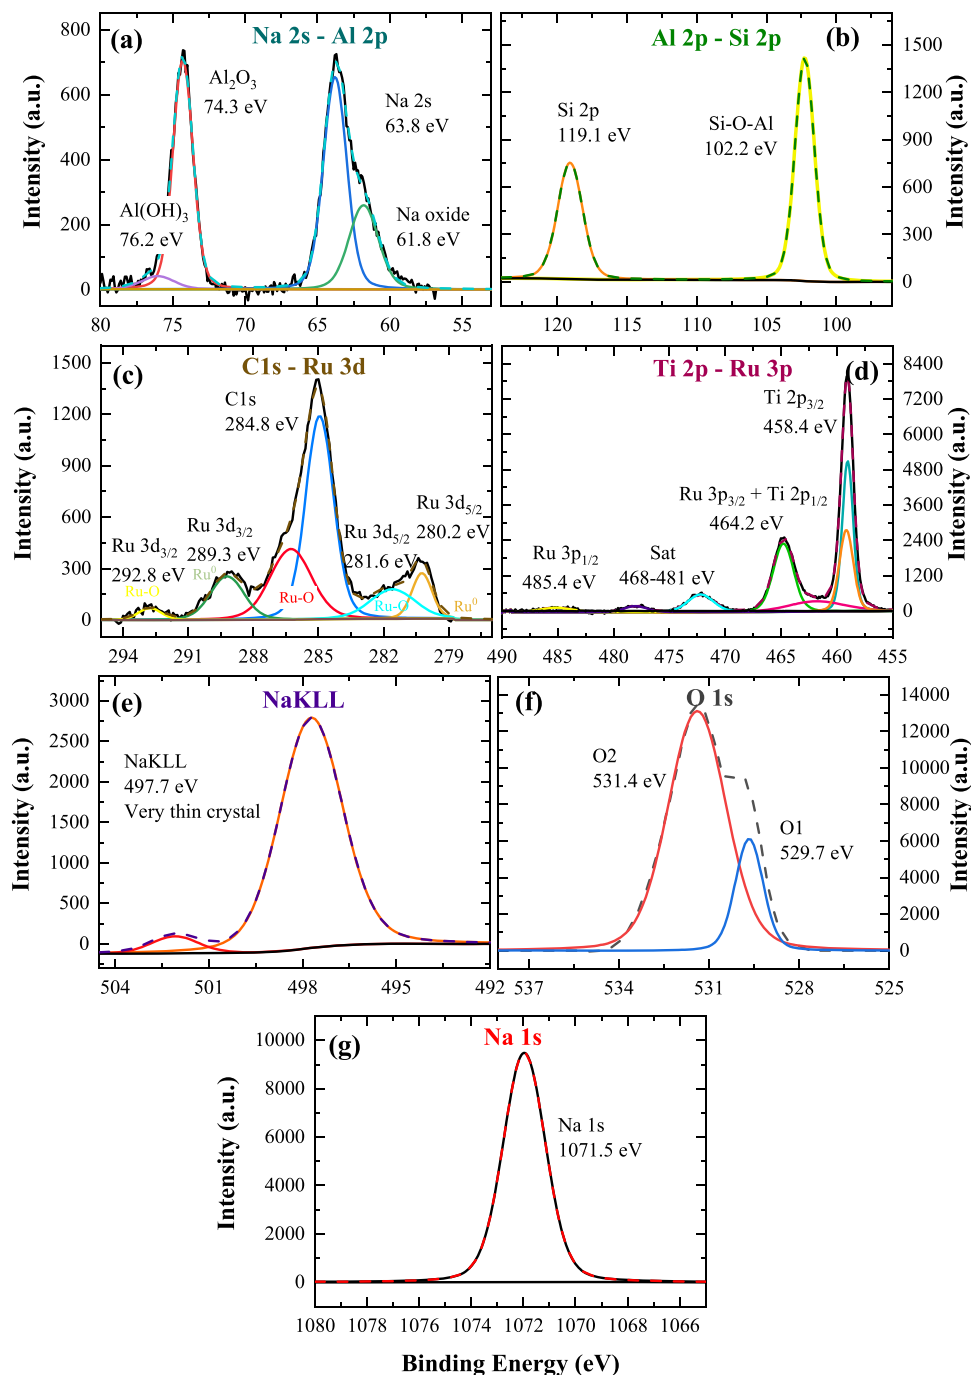 (a)
Na 2s - Al 2p
Intensity (a.u.)
800
600
400
200
0
Al₂O₃
74.3 eV
Al(OH)₃
76.2 eV
Na 2s
63.8 eV
Na oxide
61.8 eV
80 75 70 65 60 55
Al 2p - Si 2p
(b)
Si 2p
119.1 eV
Si-O-Al
102.2 eV
1500
1200
900
600
300
0
Intensity (a.u.)
120 115 110 105 100
(c)
C1s - Ru 3d
Intensity (a.u.)
1500
1200
900
600
300
0
C1s
284.8 eV
Ru 3d₃/₂
292.8 eV
Ru-O
Ru 3d₃/₂
289.3 eV
Ru⁰
Ru-O
Ru 3d₅/₂
281.6 eV
Ru-O
Ru 3d₅/₂
280.2 eV
Ru⁰
294 291 288 285 282 279
Ti 2p - Ru 3p
(d)
Ti 2p₃/₂
458.4 eV
Ru 3p₃/₂ + Ti 2p₁/₂
464.2 eV
Ru 3p₁/₂
485.4 eV
Sat
468-481 eV
8400
7200
6000
4800
3600
2400
1200
0
Intensity (a.u.)
490 485 480 475 470 465 460 455
(e)
NaKLL
Intensity (a.u.)
3000
2500
2000
1500
1000
500
0
NaKLL
497.7 eV
Very thin crystal
504 501 498 495 492
(f)
O 1s
O2
531.4 eV
O1
529.7 eV
14000
12000
10000
8000
6000
4000
2000
0
Intensity (a.u.)
537 534 531 528 525
(g)
Na 1s
Intensity (a.u.)
10000
8000
6000
4000
2000
0
Na 1s
1071.5 eV
1080 1078 1076 1074 1072 1070 1068 1066
Binding Energy (eV)